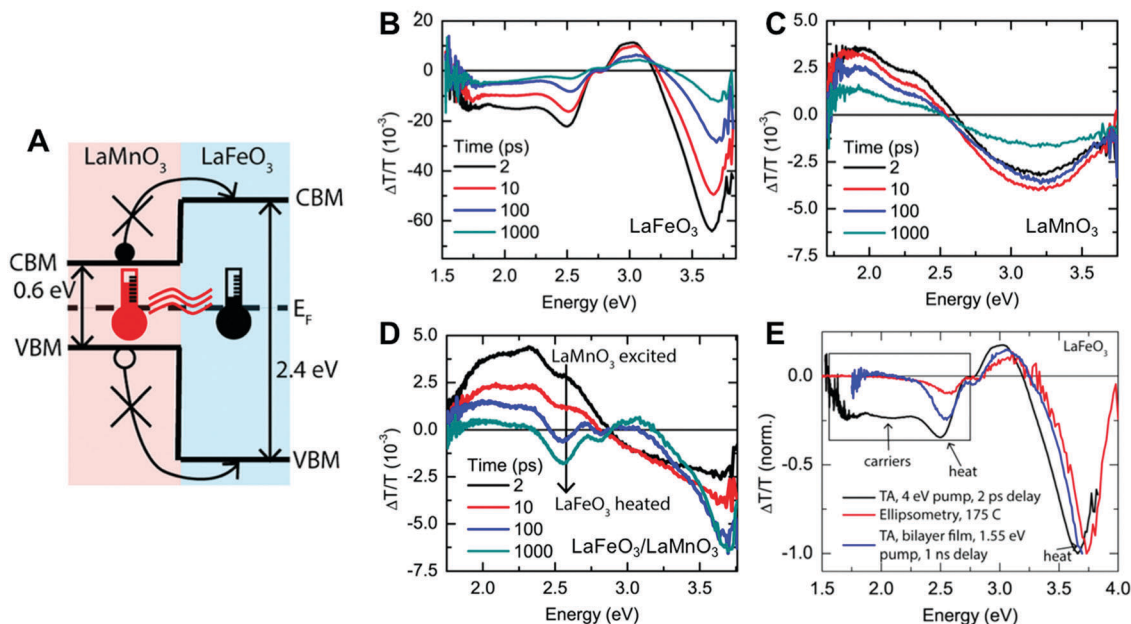 A
LaMnO3 LaFeO3
CBM
CBM
0.6 eV
EF
VBM
2.4 eV
VBM
B
20
0
-20
-40
-60
ΔT/T (10-3)
Time (ps)
2
10
100
1000
LaFeO3
1.5 2.0 2.5 3.0 3.5
Energy (eV)
C
5.0
2.5
0.0
-2.5
-5.0
-7.5
ΔT/T (10-3)
Time (ps)
2
10
100
1000
LaMnO3
2.0 2.5 3.0 3.5
Energy (eV)
D
5.0
2.5
0.0
-2.5
-5.0
-7.5
ΔT/T (10-3)
LaMnO3 excited
Time (ps)
2
10
100
1000
LaFeO3 heated
LaFeO3/LaMnO3
2.0 2.5 3.0 3.5
Energy (eV)
E
LaFeO3
0.0
-0.5
-1.0
ΔT/T (norm.)
carriers
heat
TA, 4 eV pump, 2 ps delay
Ellipsometry, 175 C
TA, bilayer film, 1.55 eV
pump, 1 ns delay
heat
1.5 2.0 2.5 3.0 3.5 4.0
Energy (eV)